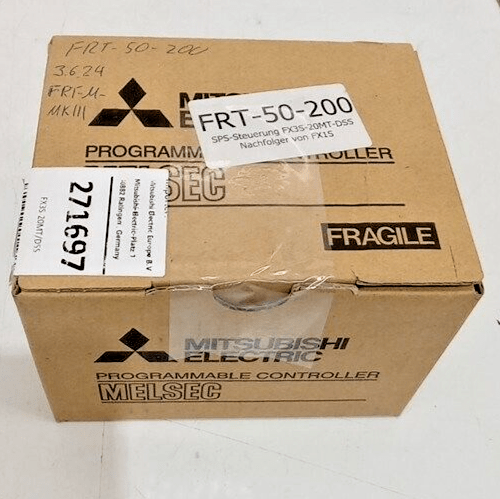 FRT-50-200
3.6.24
FRT-M-
MKIII
MITSUBISHI
ELECTRIC
FRT-50-200
SPS-Steuerung FX3S-20MT-DSS
Nachfolger von FX1S
PROGRAMMABLE CONTROLLER
MELSEC
FRAGILE
Mitsubishi Electric Europe B.V
Mitsubishi-Electric-Platz 1
Ratingen Germany
271697
FX3S-20MT/DSS
MITSUBISHI
ELECTRIC
PROGRAMMABLE CONTROLLER
MELSEC